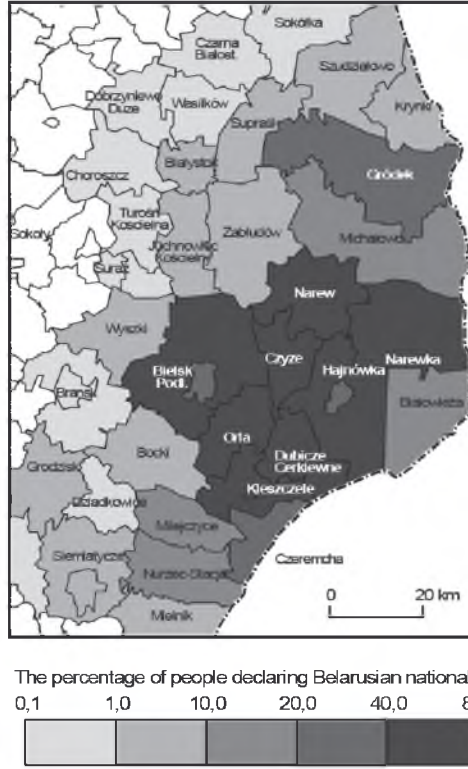 Sokółka
Czarna
Białost.
Szudziałowo
Dobrzyniewo
Duże
Wasilków
Krynki
Supraśl
Choroszcz
Białystok
Gródek
Turośń
Kościelna
Sokoły
Zabłudów
Juchnowiec
Kościelny
Michałowo
Suraż
Narew
Wyszki
Narewka
Czyże
Hajnówka
Bielsk
Podl.
Białowieża
Brańsk
Orla
Boćki
Dubicze
Cerkiewne
Grodzisk
Kleszczele
Dziadkowice
Milejczyce
Siemiatycze
Czeremcha
Nurzec-Stacja
0 20 km
Mielnik
The percentage of people declaring Belarusian national
0,1 1,0 10,0 20,0 40,0 8